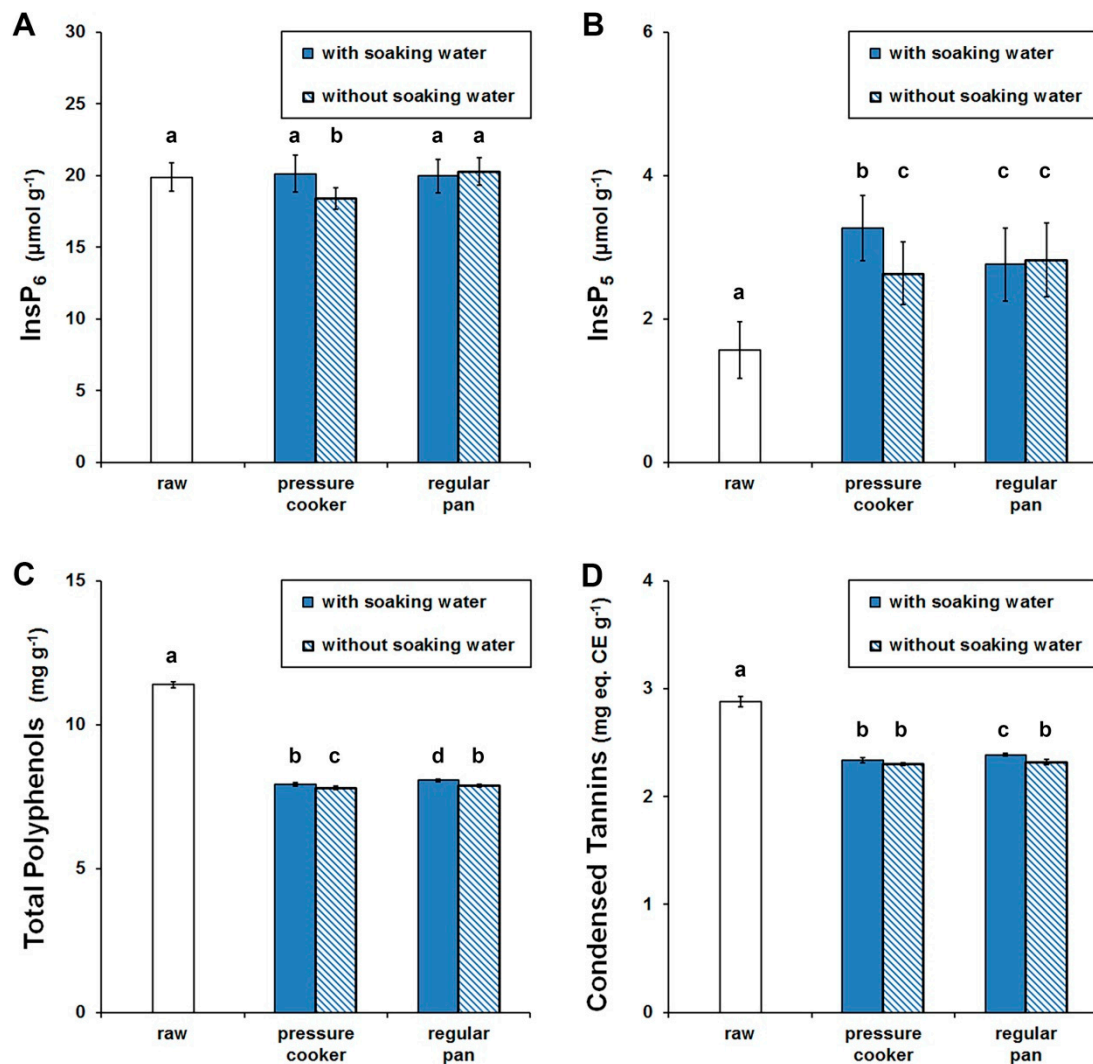 A
30
25
20
15
10
5
0
InsP₆ (µmol g⁻¹)
with soaking water
without soaking water
a
a
b
a
a
raw
pressure
cooker
regular
pan
B
6
4
2
0
InsP₅ (µmol g⁻¹)
with soaking water
without soaking water
a
b
c
c
c
raw
pressure
cooker
regular
pan
C
15
10
5
0
Total Polyphenols (mg g⁻¹)
with soaking water
without soaking water
a
b
c
d
b
raw
pressure
cooker
regular
pan
D
4
3
2
1
0
Condensed Tannins (mg eq. CE g⁻¹)
with soaking water
without soaking water
a
b
b
c
b
raw
pressure
cooker
regular
pan